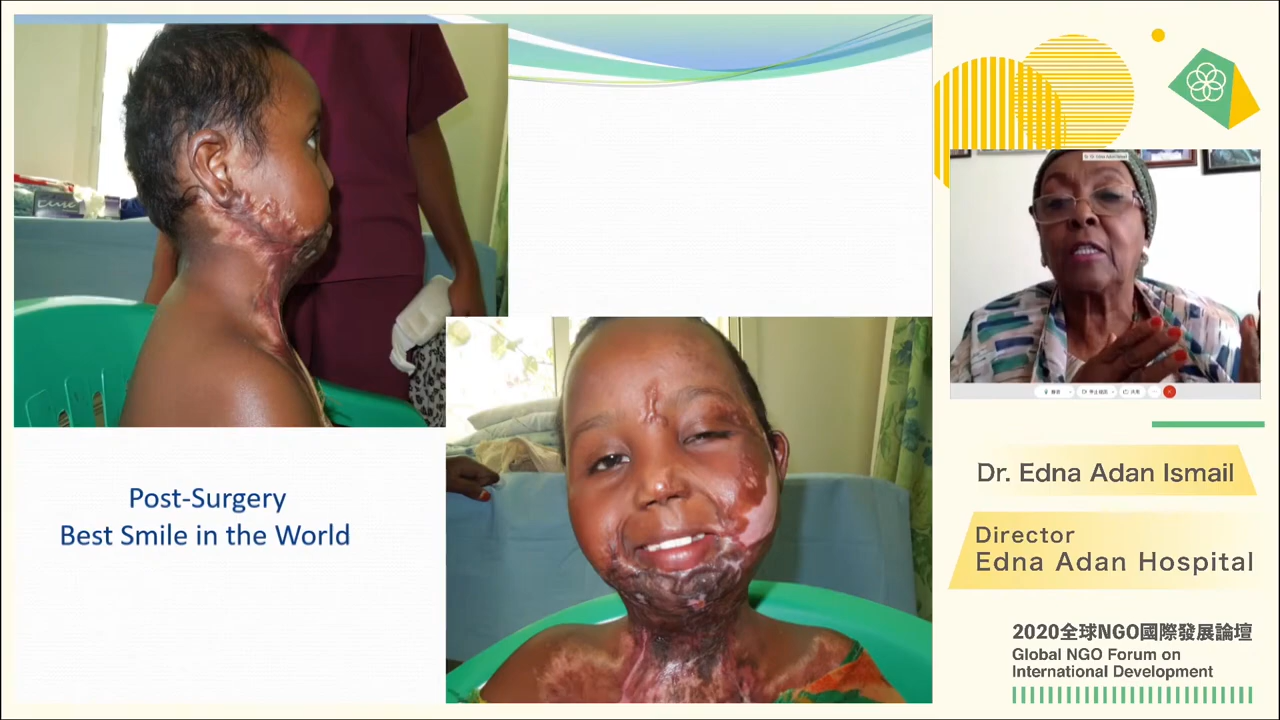 Post-Surgery
Best Smile in the World
Dr. Edna Adan Ismail
Director
Edna Adan Hospital
2020全球NGO國際發展論壇
Global NGO Forum on
International Development